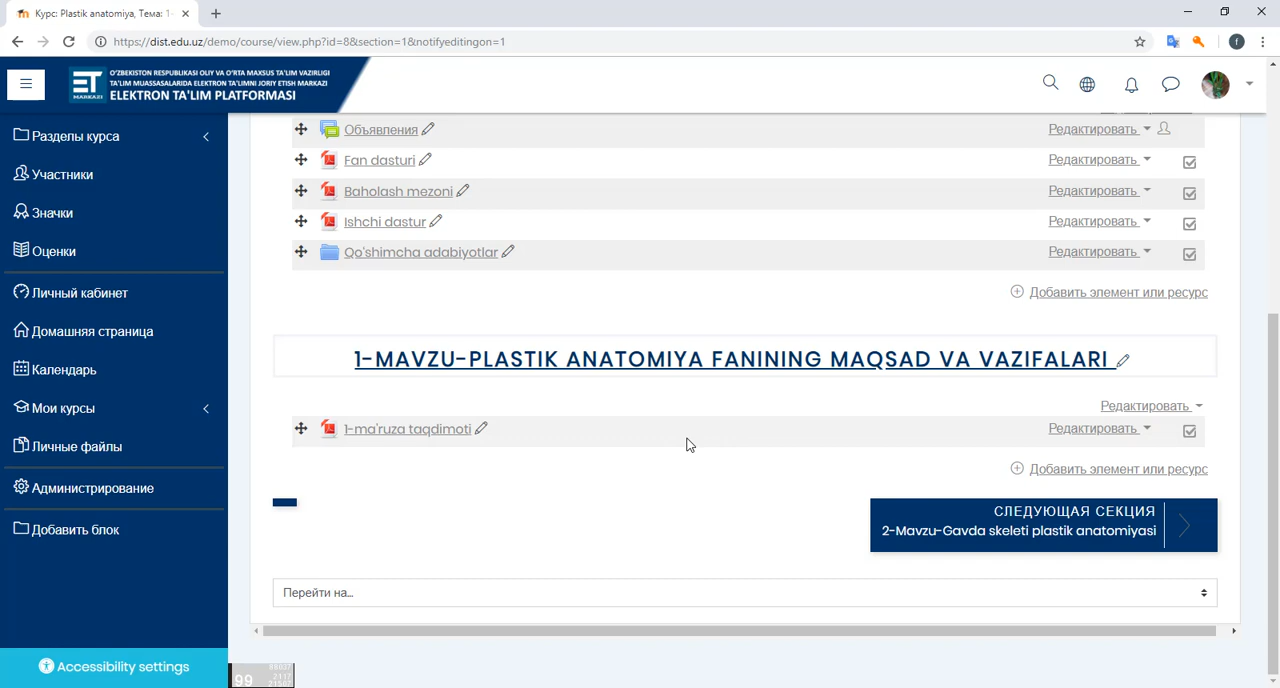 Курс: Plastik anatomiya, Тема: 1-
https://dist.edu.uz/demo/course/view.php?id=8&section=1&notifyeditingon=1
f
O'ZBEKISTON RESPUBLIKASI OLIY VA O'RTA MAXSUS TA'LIM VAZIRLIGI
TA'LIM MUASSASALARIDA ELEKTRON TA'LIMNI JORIY ETISH MARKAZI
ELEKTRON TA'LIM PLATFORMASI
ET
MARKAZI
Разделы курса
Участники
Значки
Оценки
Личный кабинет
Домашняя страница
Календарь
Мои курсы
Личные файлы
Администрирование
Добавить блок
Accessibility settings
Объявления Редактировать
Fan dasturi Редактировать
Baholash mezoni Редактировать
Ishchi dastur Редактировать
Qo'shimcha adabiyotlar Редактировать
Добавить элемент или ресурс
1-MAVZU-PLASTIK ANATOMIYA FANINING MAQSAD VA VAZIFALARI
Редактировать
1-ma'ruza taqdimoti Редактировать
Добавить элемент или ресурс
СЛЕДУЮЩАЯ СЕКЦИЯ
2-Mavzu-Gavda skeleti plastik anatomiyasi
Перейти на...
99